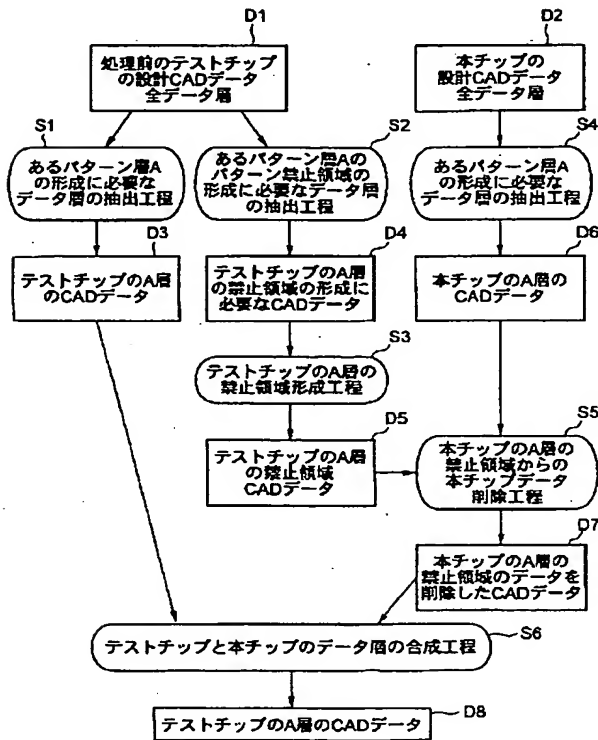 D1
処理前のテストチップ
の設計CADデータ
全データ層
D2
本チップの
設計CADデータ
全データ層
S1
あるパターン層A
の形成に必要な
データ層の抽出工程
S2
あるパターン層Aの
パターン禁止領域の
形成に必要なデータ層
の抽出工程
S4
あるパターン層A
の形成に必要な
データ層の抽出工程
D3
テストチップのA層
のCADデータ
D4
テストチップのA層
の禁止領域の形成に
必要なCADデータ
D6
本チップのA層の
CADデータ
S3
テストチップのA層の
禁止領域形成工程
D5
テストチップのA層
の禁止領域
CADデータ
S5
本チップのA層の
禁止領域からの
本チップデータ
削除工程
D7
本チップのA層の
禁止領域のデータを
削除したCADデータ
S6
テストチップと本チップのデータ層の合成工程
D8
テストチップのA層のCADデータ